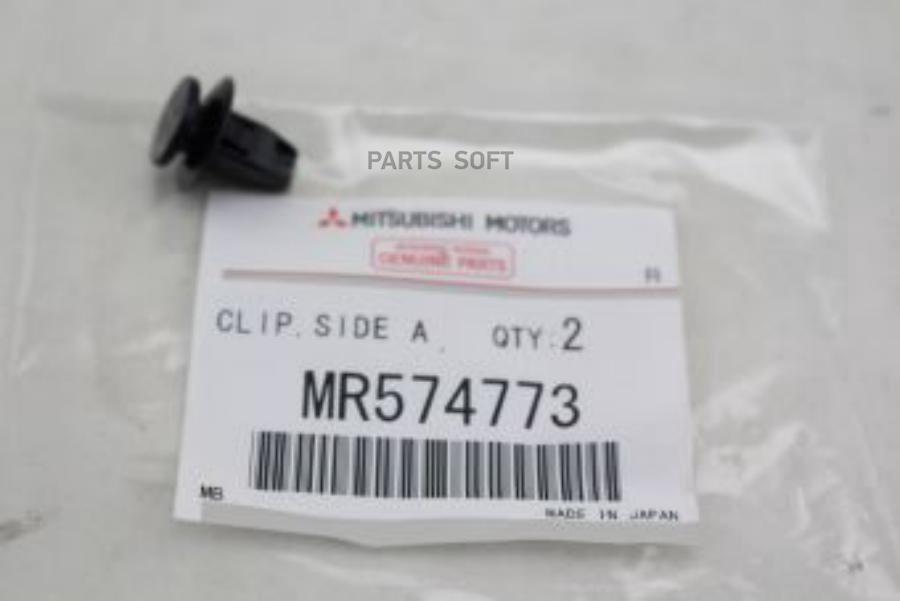 PARTS SOFT
MITSUBISHI MOTORS
GENUINE PARTS
R
CLIP, SIDE A, QTY:2
MR574773
MB
MADE IN JAPAN